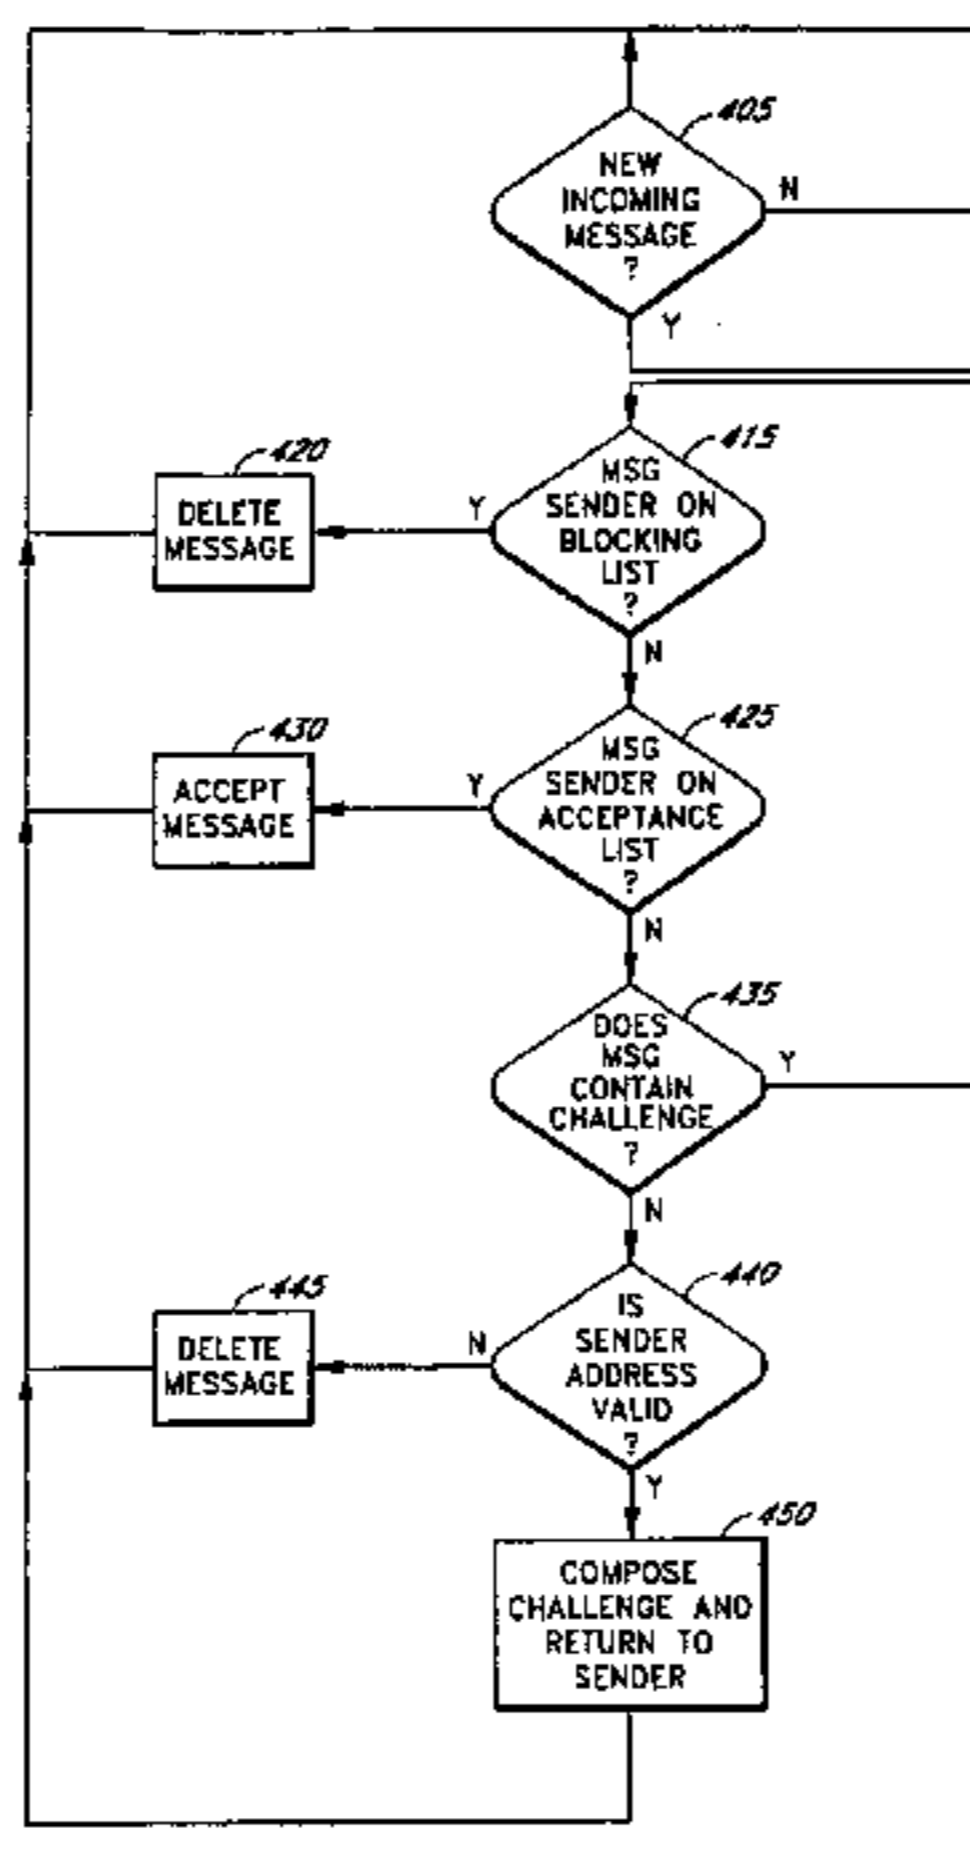 405
NEW
INCOMING
MESSAGE
?
N
Y
415
MSG
SENDER ON
BLOCKING
LIST
?
Y
N
420
DELETE
MESSAGE
425
MSG
SENDER ON
ACCEPTANCE
LIST
?
Y
N
430
ACCEPT
MESSAGE
435
DOES
MSG
CONTAIN
CHALLENGE
?
Y
N
440
IS
SENDER
ADDRESS
VALID
?
N
Y
445
DELETE
MESSAGE
450
COMPOSE
CHALLENGE AND
RETURN TO
SENDER